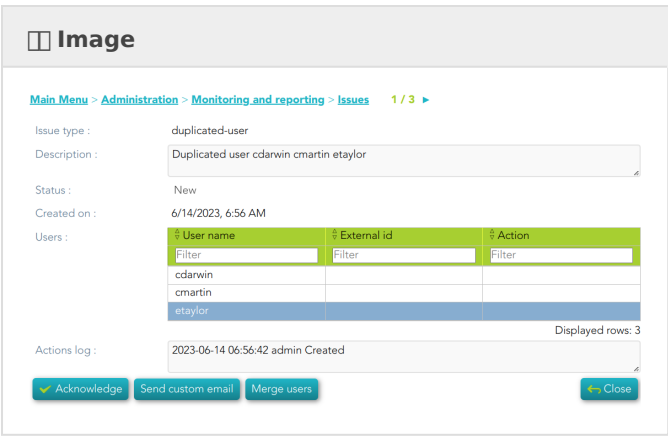 Image
Main Menu > Administration > Monitoring and reporting > Issues 1 / 3 ►
Issue type : duplicated-user
Description : Duplicated user cdarwin cmartin etaylor
Status : New
Created on : 6/14/2023, 6:56 AM
Users : User name External id Action
Filter Filter Filter
cdarwin
cmartin
etaylor
Displayed rows: 3
Actions log : 2023-06-14 06:56:42 admin Created
Acknowledge Send custom email Merge users Close